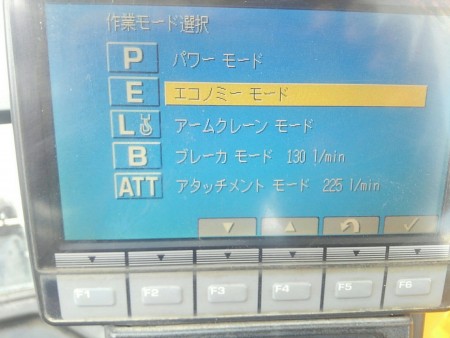 作業モード選択
P パワー モード
E エコノミー モード
L アームクレーン モード
B ブレーカ モード 130 l/min
ATT アタッチメント モード 225 l/min
F1 F2 F3 F4 F5 F6